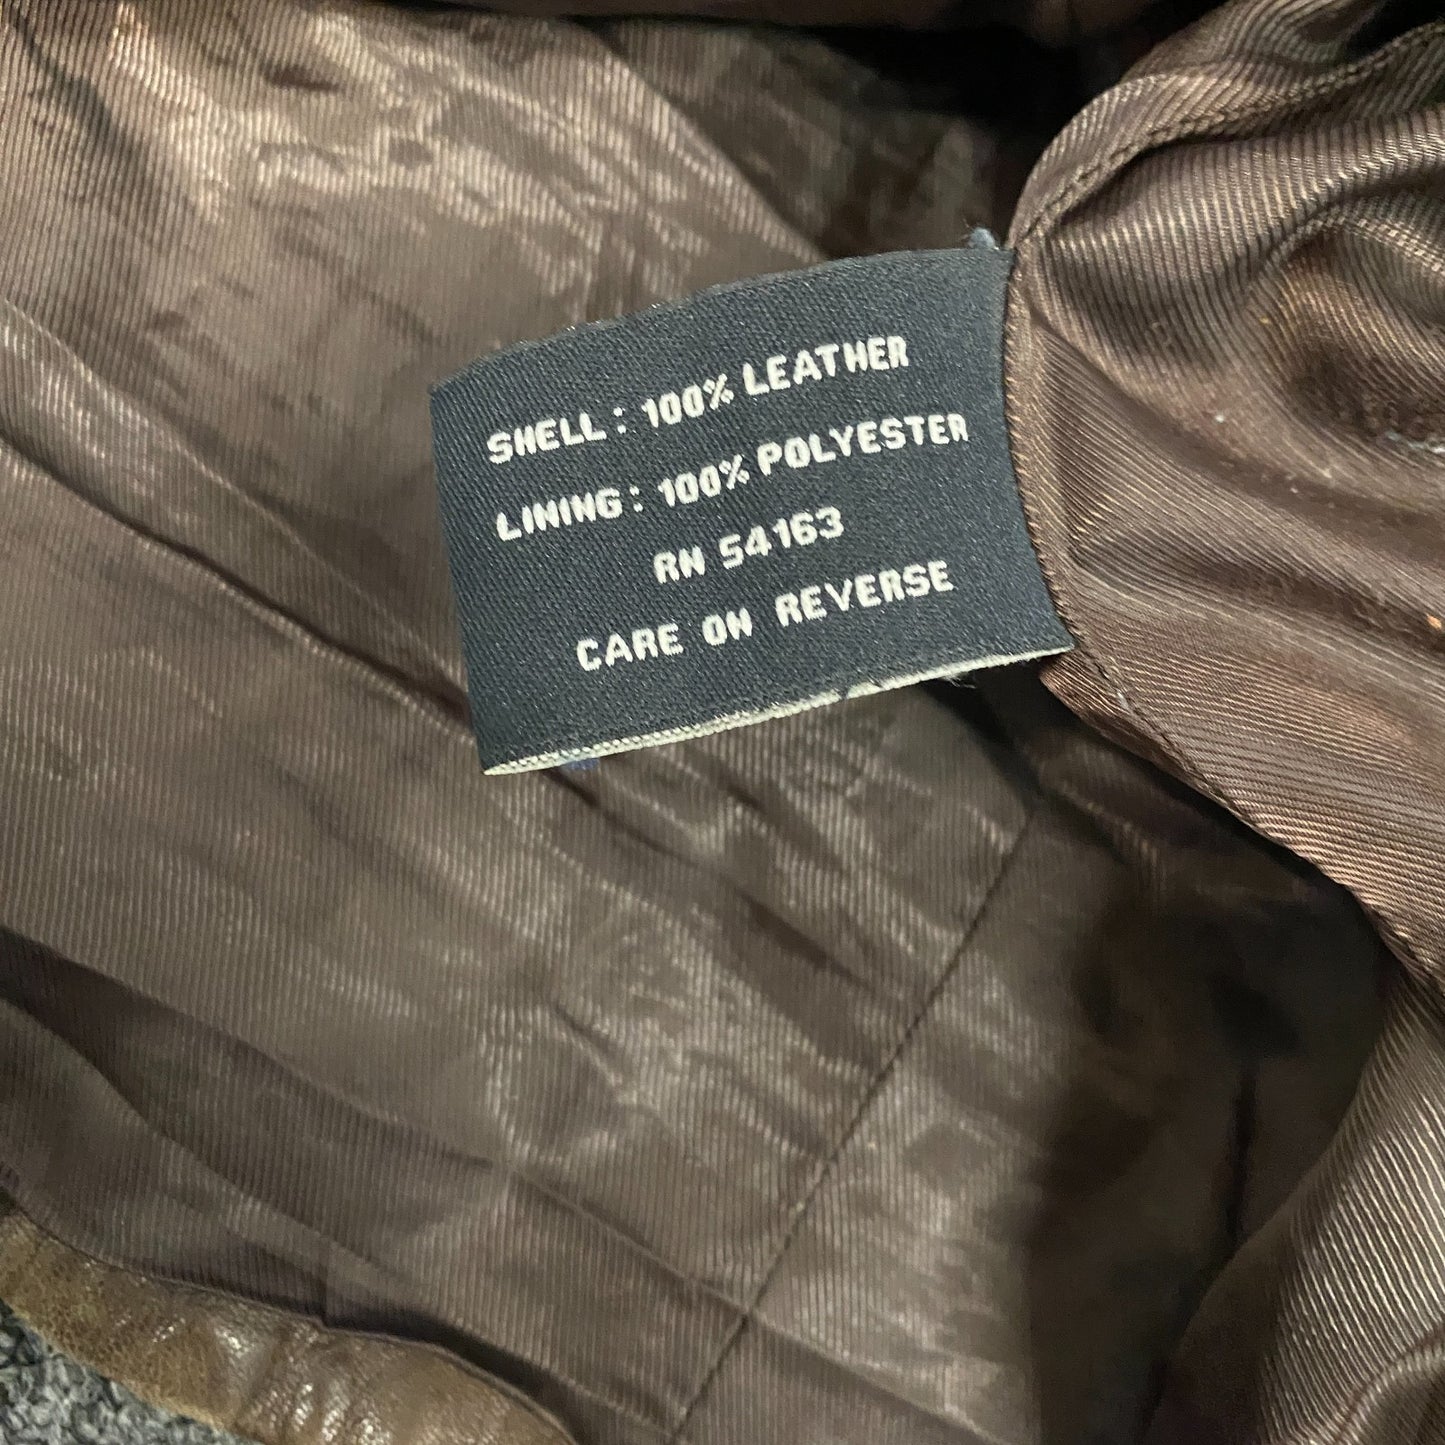 SHELL: 100% LEATHER
LINING: 100% POLYESTER
RN 54163
CARE ON REVERSE